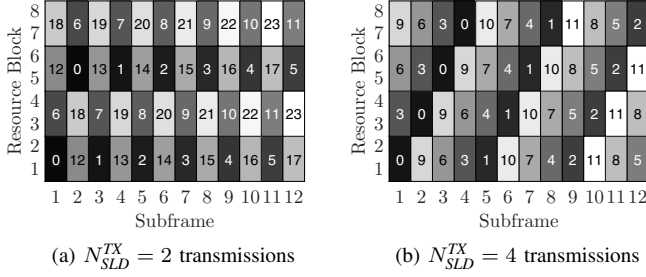 8 18 6 19 7 20 8 21 9 22 10 23 11
7
6 12 0 13 1 14 2 15 3 16 4 17 5
5
4 6 18 7 19 8 20 9 21 10 22 11 23
3
2 0 12 1 13 2 14 3 15 4 16 5 17
1
Resource Block
1 2 3 4 5 6 7 8 9 10 11 12
Subframe
(a) N_{SLD}^{TX} = 2 transmissions
8 9 6 3 0 10 7 4 1 11 8 5 2
7
6 6 3 0 9 7 4 1 10 8 5 2 11
5
4 3 0 9 6 4 1 10 7 5 2 11 8
3
2 0 9 6 3 1 10 7 4 2 11 8 5
1
Resource Block
1 2 3 4 5 6 7 8 9 10 11 12
Subframe
(b) N_{SLD}^{TX} = 4 transmissions